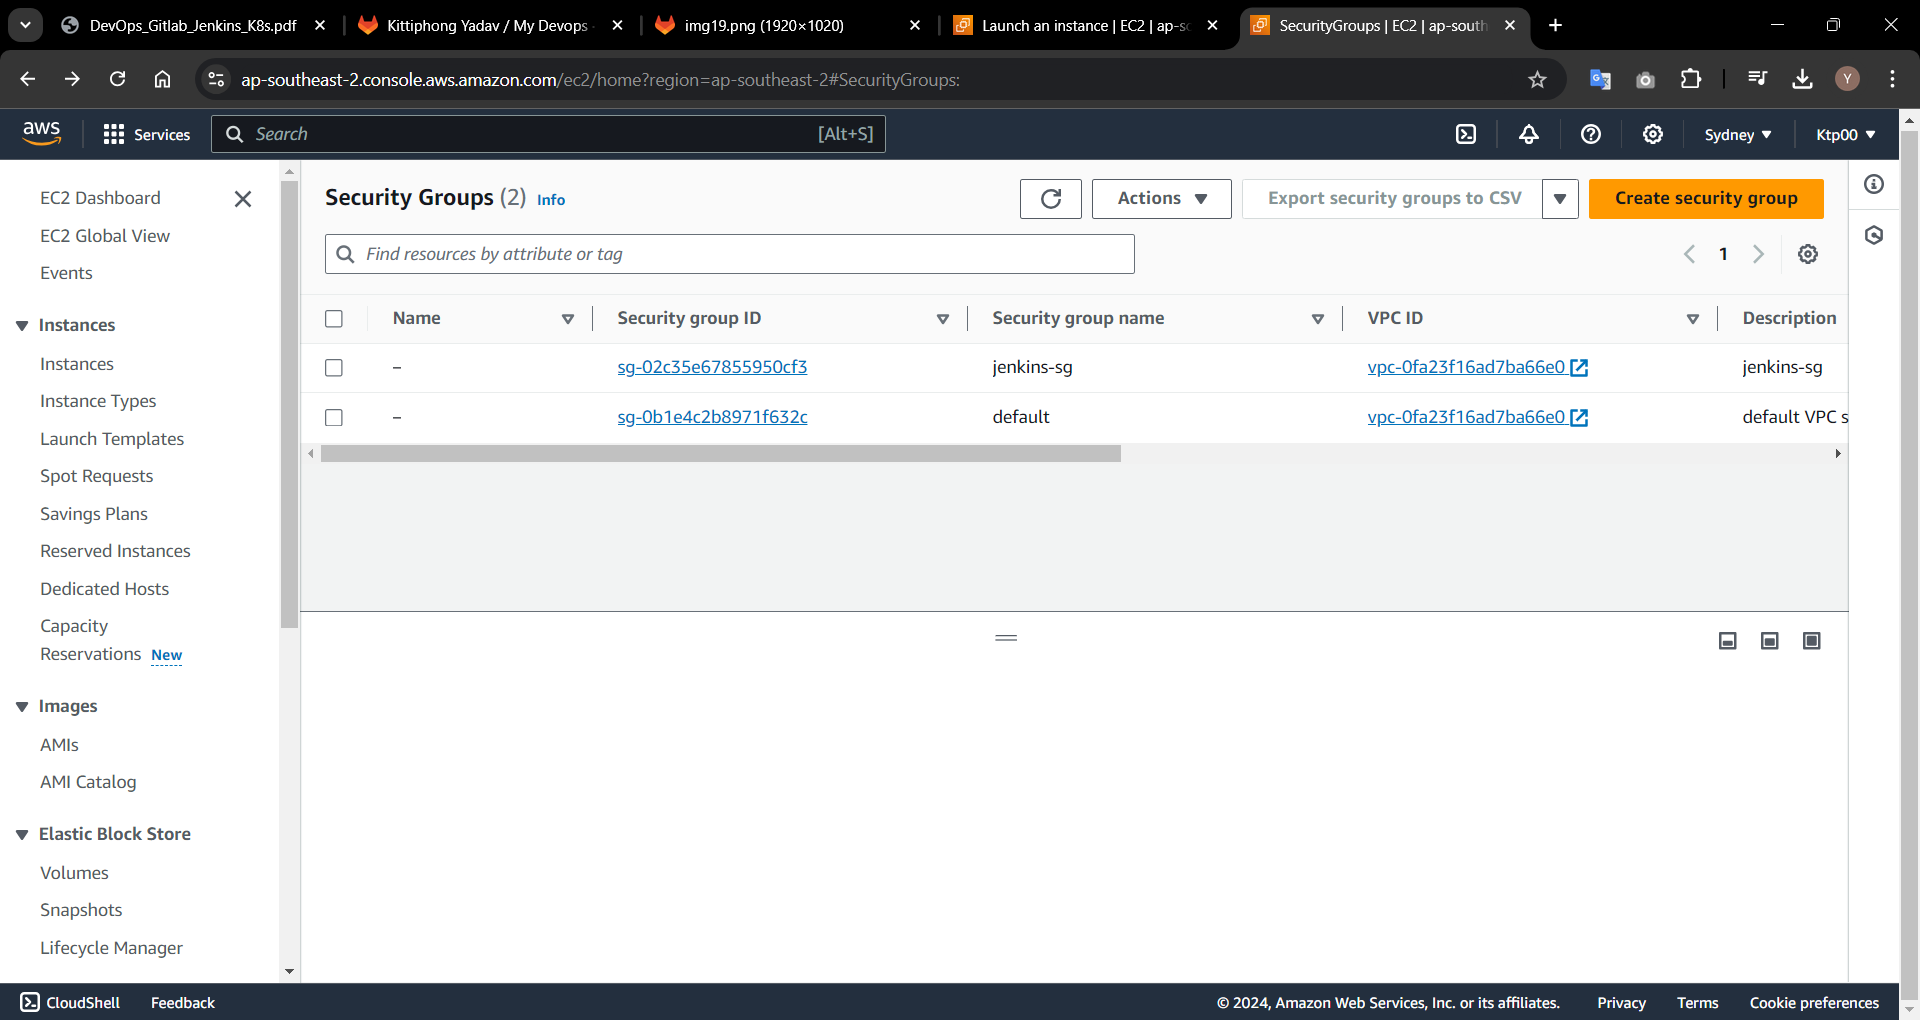 DevOps_Gitlab_Jenkins_K8s.pdf
Kittiphong Yadav / My Devops
img19.png (1920×1020)
Launch an instance | EC2 | ap-so
SecurityGroups | EC2 | ap-south
ap-southeast-2.console.aws.amazon.com/ec2/home?region=ap-southeast-2#SecurityGroups:
Y
aws
Services
Search
[Alt+S]
Sydney
Ktp00
EC2 Dashboard
EC2 Global View
Events
Instances
Instances
Instance Types
Launch Templates
Spot Requests
Savings Plans
Reserved Instances
Dedicated Hosts
Capacity
Reservations New
Images
AMIs
AMI Catalog
Elastic Block Store
Volumes
Snapshots
Lifecycle Manager
Security Groups (2) Info
Actions
Export security groups to CSV
Create security group
Find resources by attribute or tag
1
Name Security group ID Security group name VPC ID Description
– sg-02c35e67855950cf3 jenkins-sg vpc-0fa23f16ad7ba66e0 jenkins-sg
– sg-0b1e4c2b8971f632c default vpc-0fa23f16ad7ba66e0 default VPC s
CloudShell Feedback
© 2024, Amazon Web Services, Inc. or its affiliates. Privacy Terms Cookie preferences